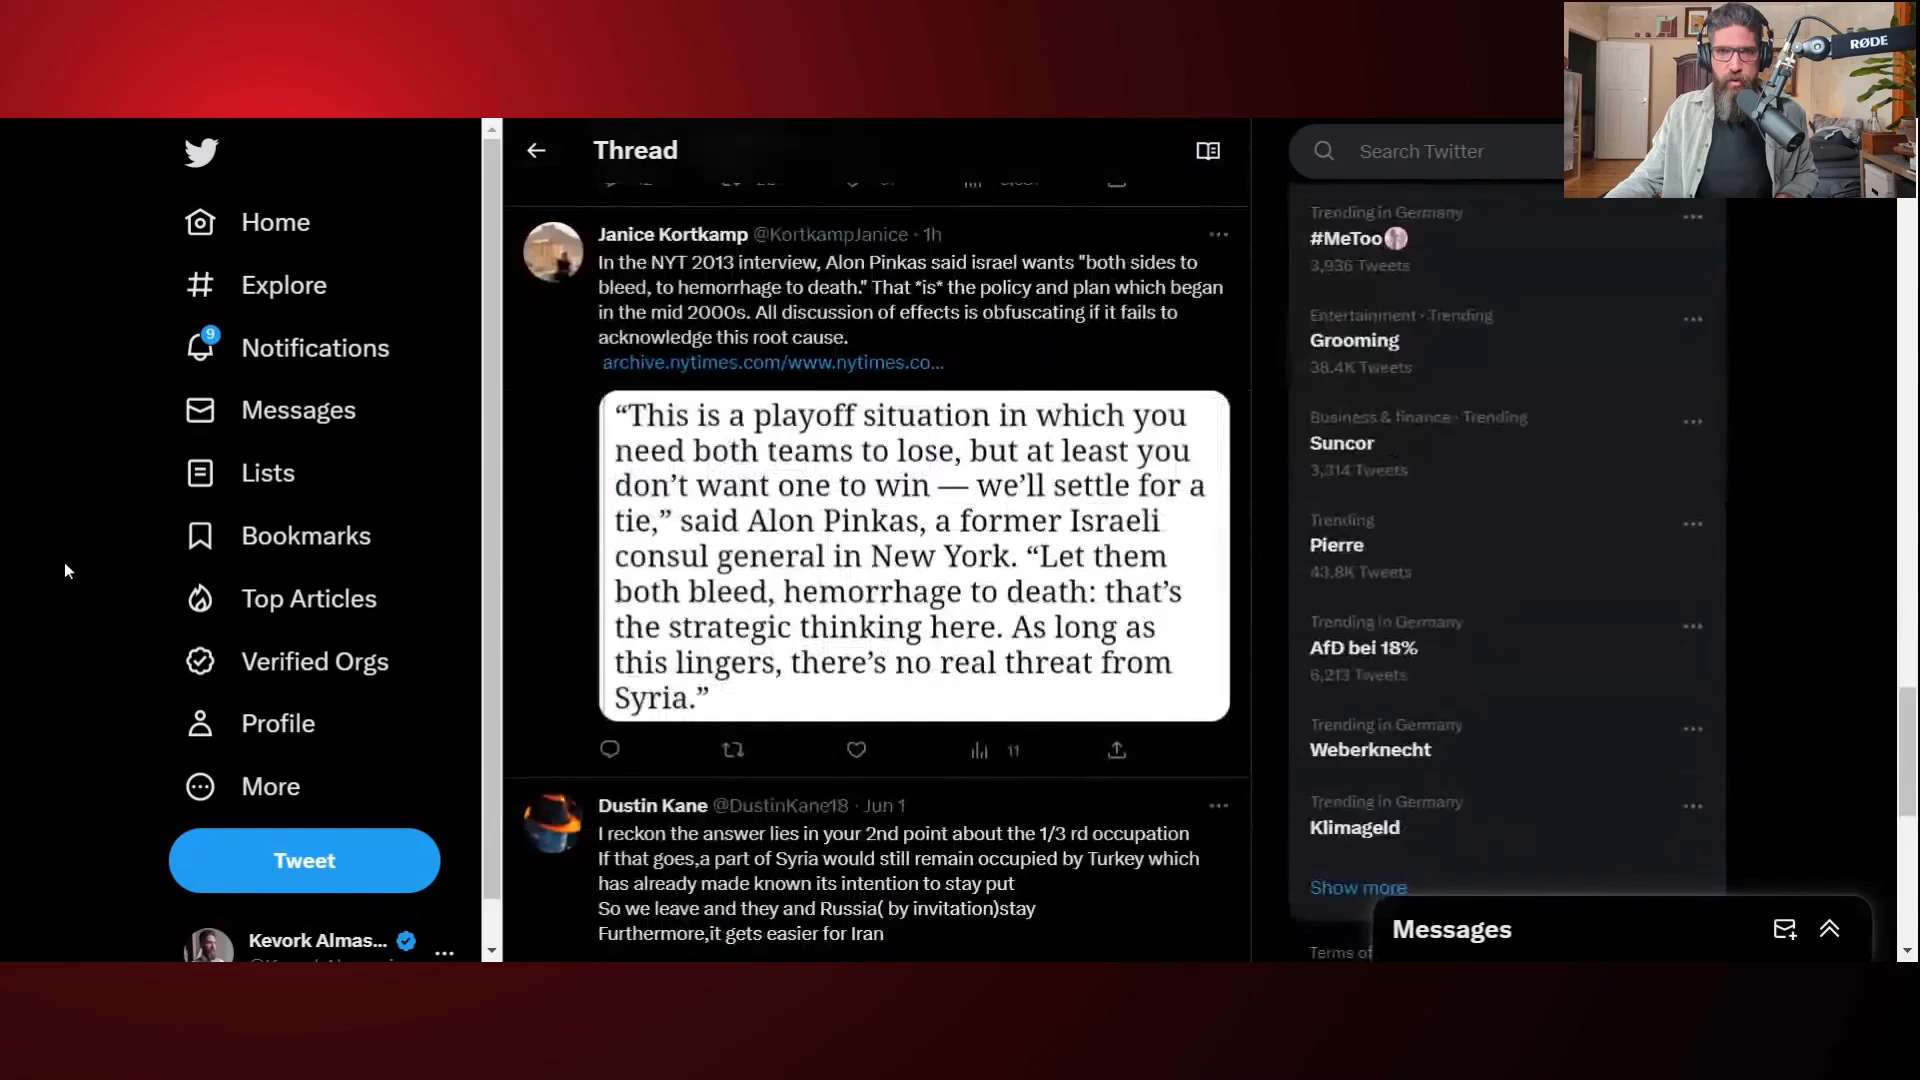 RØDE
Thread
Search Twitter
Home
Explore
9
Notifications
Messages
Lists
Bookmarks
Top Articles
Verified Orgs
Profile
More
Tweet
Kevork Almas...
Janice Kortkamp @KortkampJanice · 1h
In the NYT 2013 interview, Alon Pinkas said israel wants "both sides to
bleed, to hemorrhage to death." That *is* the policy and plan which began
in the mid 2000s. All discussion of effects is obfuscating if it fails to
acknowledge this root cause.
archive.nytimes.com/www.nytimes.co...
“This is a playoff situation in which you
need both teams to lose, but at least you
don’t want one to win — we’ll settle for a
tie,” said Alon Pinkas, a former Israeli
consul general in New York. “Let them
both bleed, hemorrhage to death: that’s
the strategic thinking here. As long as
this lingers, there’s no real threat from
Syria.”
11
Dustin Kane @DustinKane18 · Jun 1
I reckon the answer lies in your 2nd point about the 1/3 rd occupation
If that goes,a part of Syria would still remain occupied by Turkey which
has already made known its intention to stay put
So we leave and they and Russia( by invitation)stay
Furthermore,it gets easier for Iran
Trending in Germany
#MeToo
3,936 Tweets
Entertainment · Trending
Grooming
38.4K Tweets
Business & finance · Trending
Suncor
3,314 Tweets
Trending
Pierre
43.8K Tweets
Trending in Germany
AfD bei 18%
6,213 Tweets
Trending in Germany
Weberknecht
Trending in Germany
Klimageld
Show more
Terms of
Messages